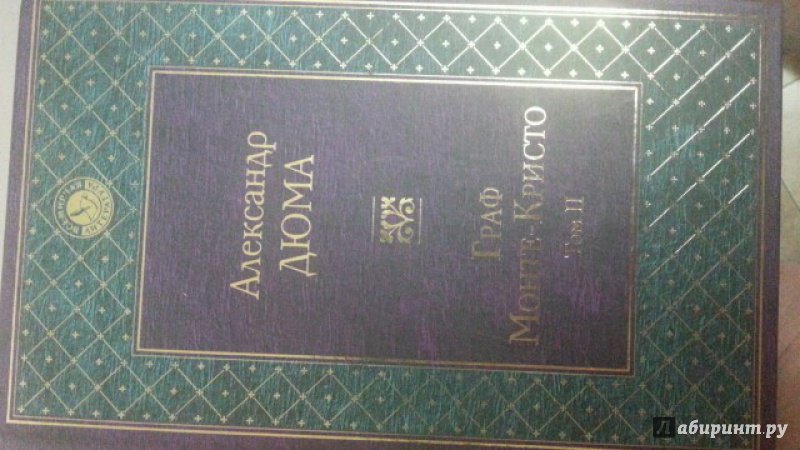 Александр
ДЮМА
Граф
Монте-Кристо
Том II
Лабиринт.ру